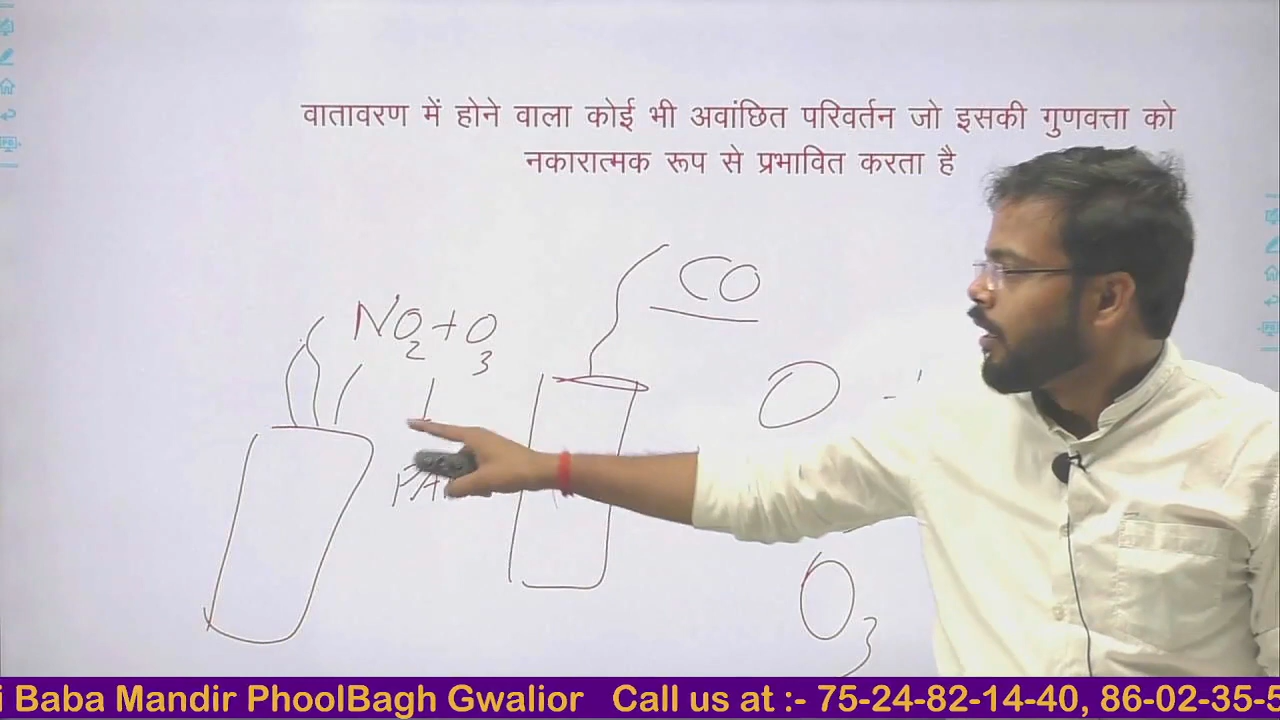 वातावरण में होने वाला कोई भी अवांछित परिवर्तन जो इसकी गुणवत्ता को
नकारात्मक रूप से प्रभावित करता है
CO
NO2+O3
O
PA
O3
i Baba Mandir PhoolBagh Gwalior Call us at :- 75-24-82-14-40, 86-02-35-5